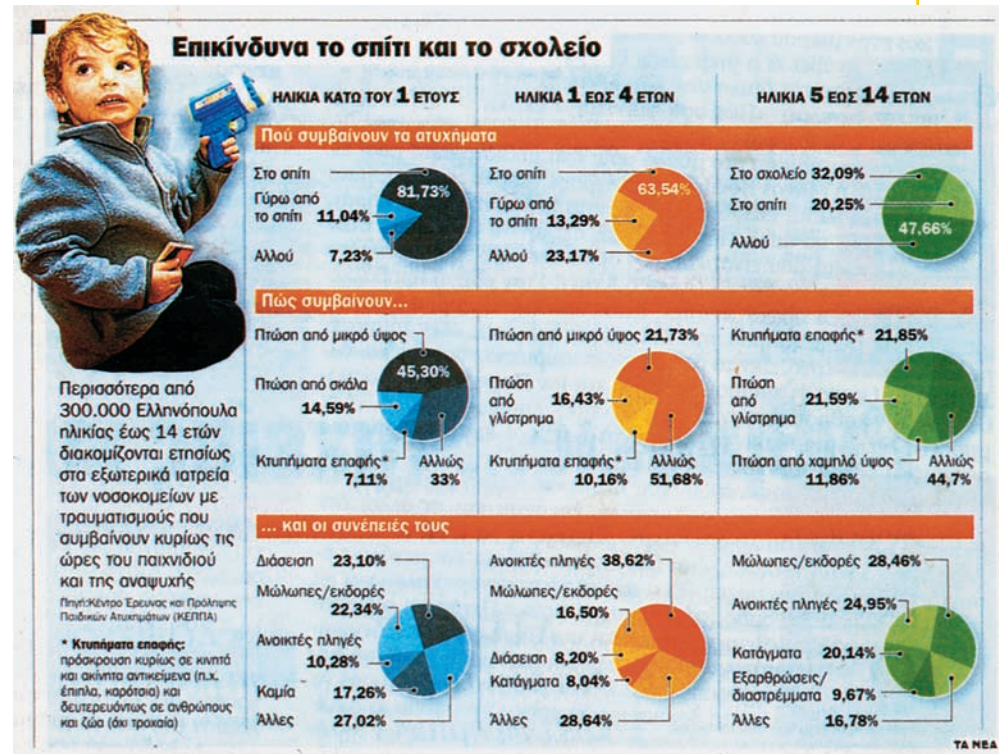 Επικίνδυνα το σπίτι και το σχολείο
ΗΛΙΚΙΑ ΚΑΤΩ ΤΟΥ 1 ΕΤΟΥΣ
ΗΛΙΚΙΑ 1 ΕΩΣ 4 ΕΤΩΝ
ΗΛΙΚΙΑ 5 ΕΩΣ 14 ΕΤΩΝ
Πού συμβαίνουν τα ατυχήματα
Στο σπίτι
81,73%
Γύρω από
το σπίτι 11,04%
Αλλού 7,23%
Στο σπίτι
63,54%
Γύρω από
το σπίτι 13,29%
Αλλού 23,17%
Στο σχολείο 32,09%
Στο σπίτι 20,25%
47,66%
Αλλού
Πώς συμβαίνουν...
Πτώση από μικρό ύψος
45,30%
Πτώση από σκάλα
14,59%
Κτυπήματα επαφής* Αλλιώς
7,11% 33%
Πτώση από μικρό ύψος 21,73%
Πτώση
από 16,43%
γλίστρημα
Κτυπήματα επαφής* Αλλιώς
10,16% 51,68%
Κτυπήματα επαφής* 21,85%
Πτώση
από 21,59%
γλίστρημα
Πτώση από χαμηλό ύψος Αλλιώς
11,86% 44,7%
... και οι συνέπειές τους
Διάσειση 23,10%
Μώλωπες/εκδορές
22,34%
Ανοικτές πληγές
10,28%
Καμία 17,26%
Άλλες 27,02%
Ανοικτές πληγές 38,62%
Μώλωπες/εκδορές
16,50%
Διάσειση 8,20%
Κατάγματα 8,04%
Άλλες 28,64%
Μώλωπες/εκδορές 28,46%
Ανοικτές πληγές 24,95%
Κατάγματα 20,14%
Εξαρθρώσεις/
διαστρέμματα 9,67%
Άλλες 16,78%
Περισσότερα από
300.000 Ελληνόπουλα
ηλικίας έως 14 ετών
διακομίζονται ετησίως
στα εξωτερικά ιατρεία
των νοσοκομείων με
τραυματισμούς που
συμβαίνουν κυρίως τις
ώρες του παιχνιδιού
και της αναψυχής
Πηγή:Κέντρο Έρευνας και Πρόληψης
Παιδικών Ατυχημάτων (ΚΕΠΠΑ)
* Κτυπήματα επαφής:
πρόσκρουση κυρίως σε κινητά
και ακίνητα αντικείμενα (π.χ.
έπιπλα, καρότσια) και
δευτερευόντως σε ανθρώπους
και ζώα (όχι τροχαία)
ΤΑ ΝΕΑ